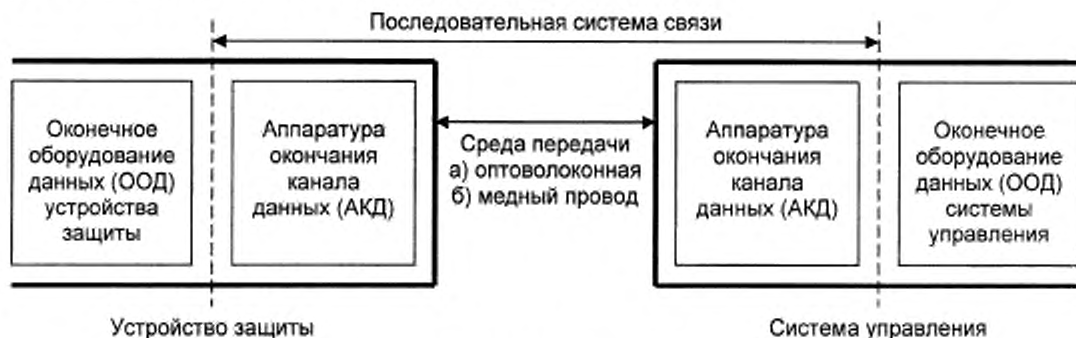 Последовательная система связи
Оконечное
оборудование
данных (ООД)
устройства
защиты
Аппаратура
окончания
канала
данных (АКД)
Среда передачи
а) оптоволоконная
б) медный провод
Аппаратура
окончания
канала
данных (АКД)
Оконечное
оборудование
данных (ООД)
системы
управления
Устройство защиты
Система управления